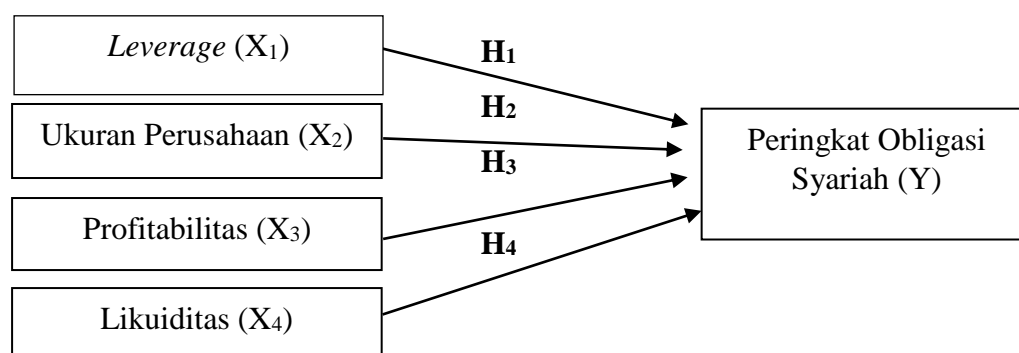 Leverage (X₁)
H₁
H₂
Ukuran Perusahaan (X₂)
Peringkat Obligasi
Syariah (Y)
H₃
Profitabilitas (X₃)
H₄
Likuiditas (X₄)